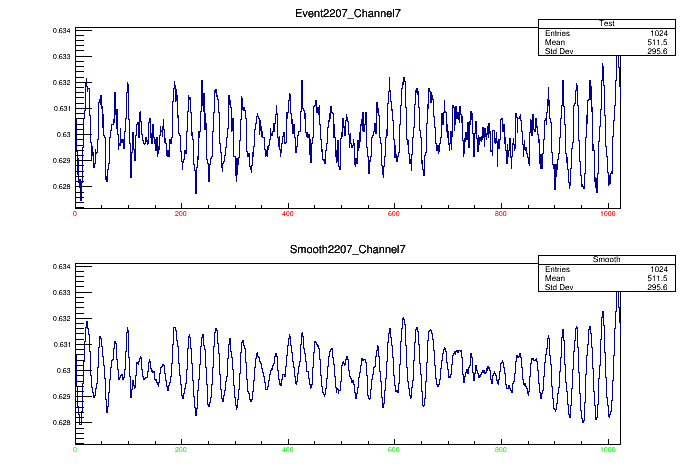 Event2207_Channel7
Test
Entries 1024
Mean 511.5
Std Dev 295.6
0.634
0.633
0.632
0.631
0.63
0.629
0.628
0 200 400 600 800 1000
Smooth2207_Channel7
Smooth
Entries 1024
Mean 511.5
Std Dev 295.6
0.634
0.633
0.632
0.631
0.63
0.629
0.628
0 200 400 600 800 1000